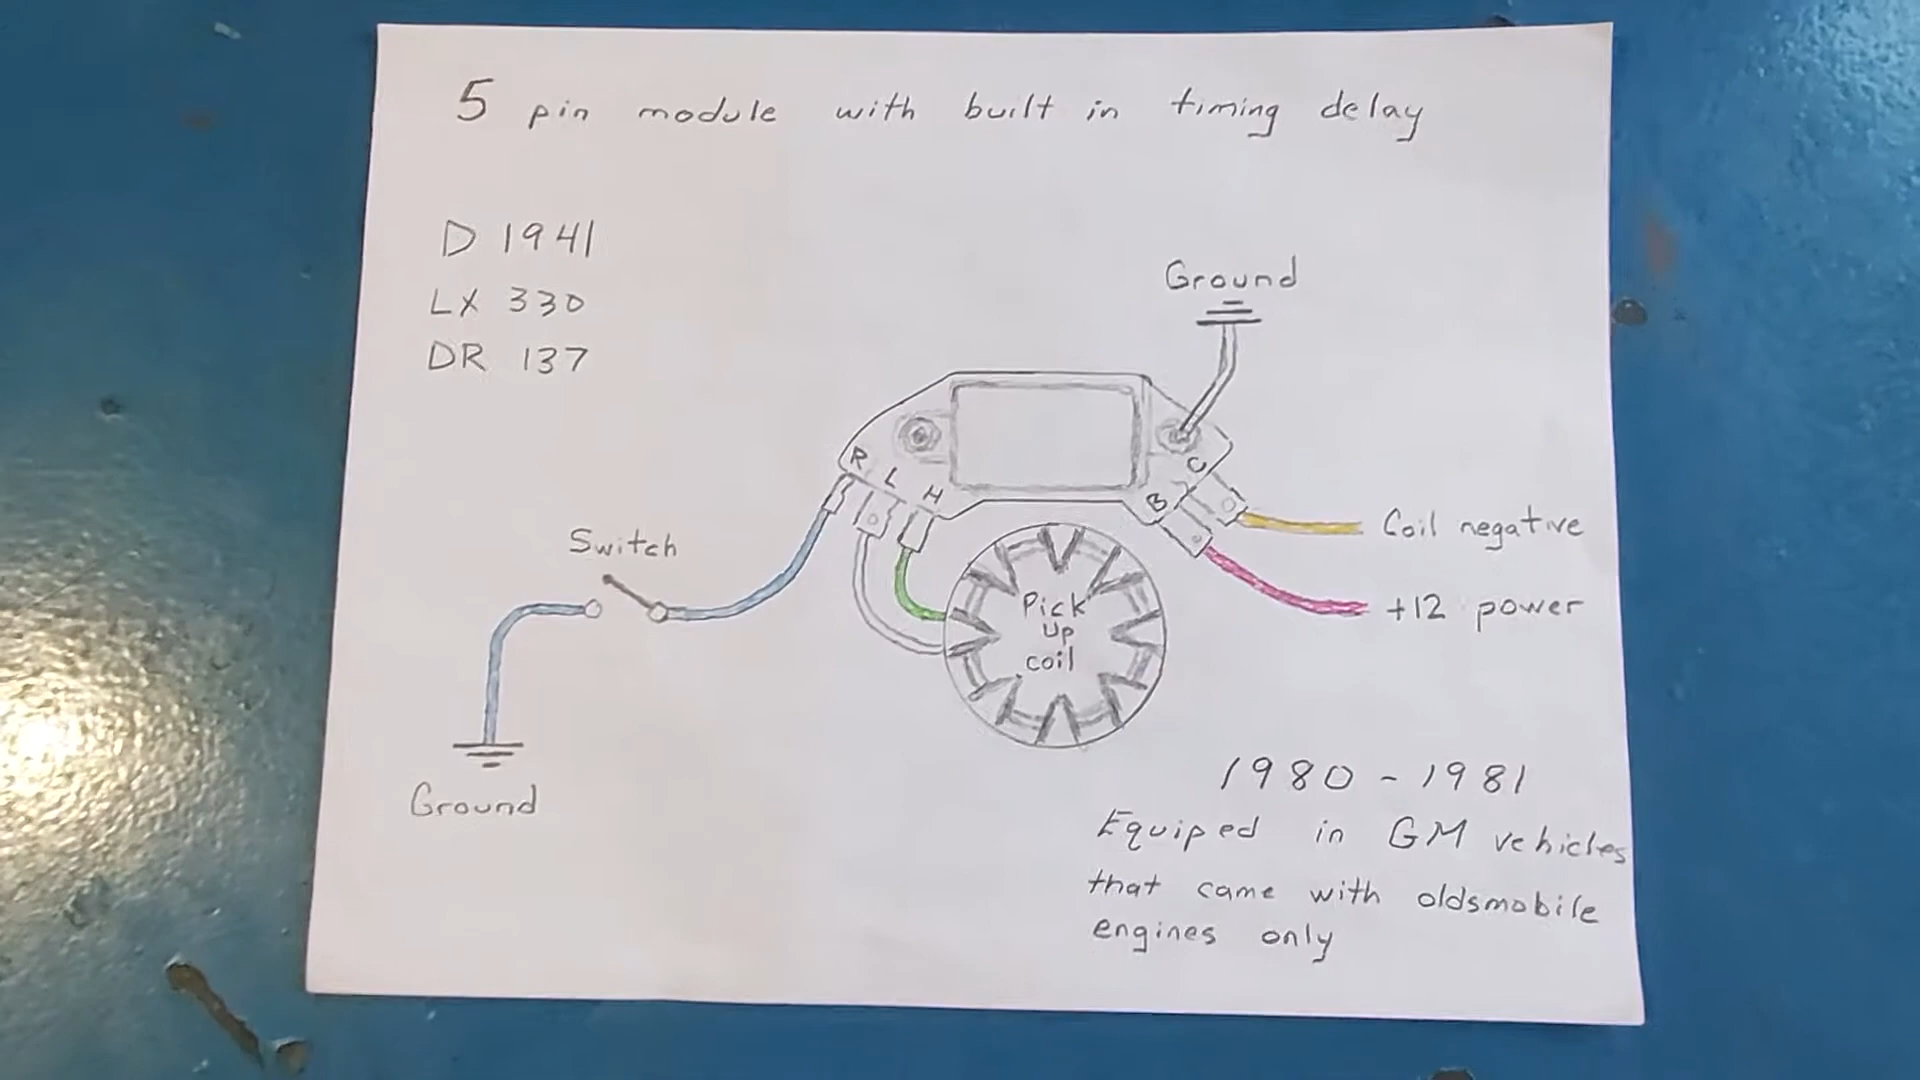 5 pin module with built in timing delay
D 1941
LX 330
DR 137
Ground
R
L
H
C
B
Coil negative
Switch
Pick
up
coil
+12 power
Ground
1980 - 1981
Equiped in GM vehicles
that came with oldsmobile
engines only